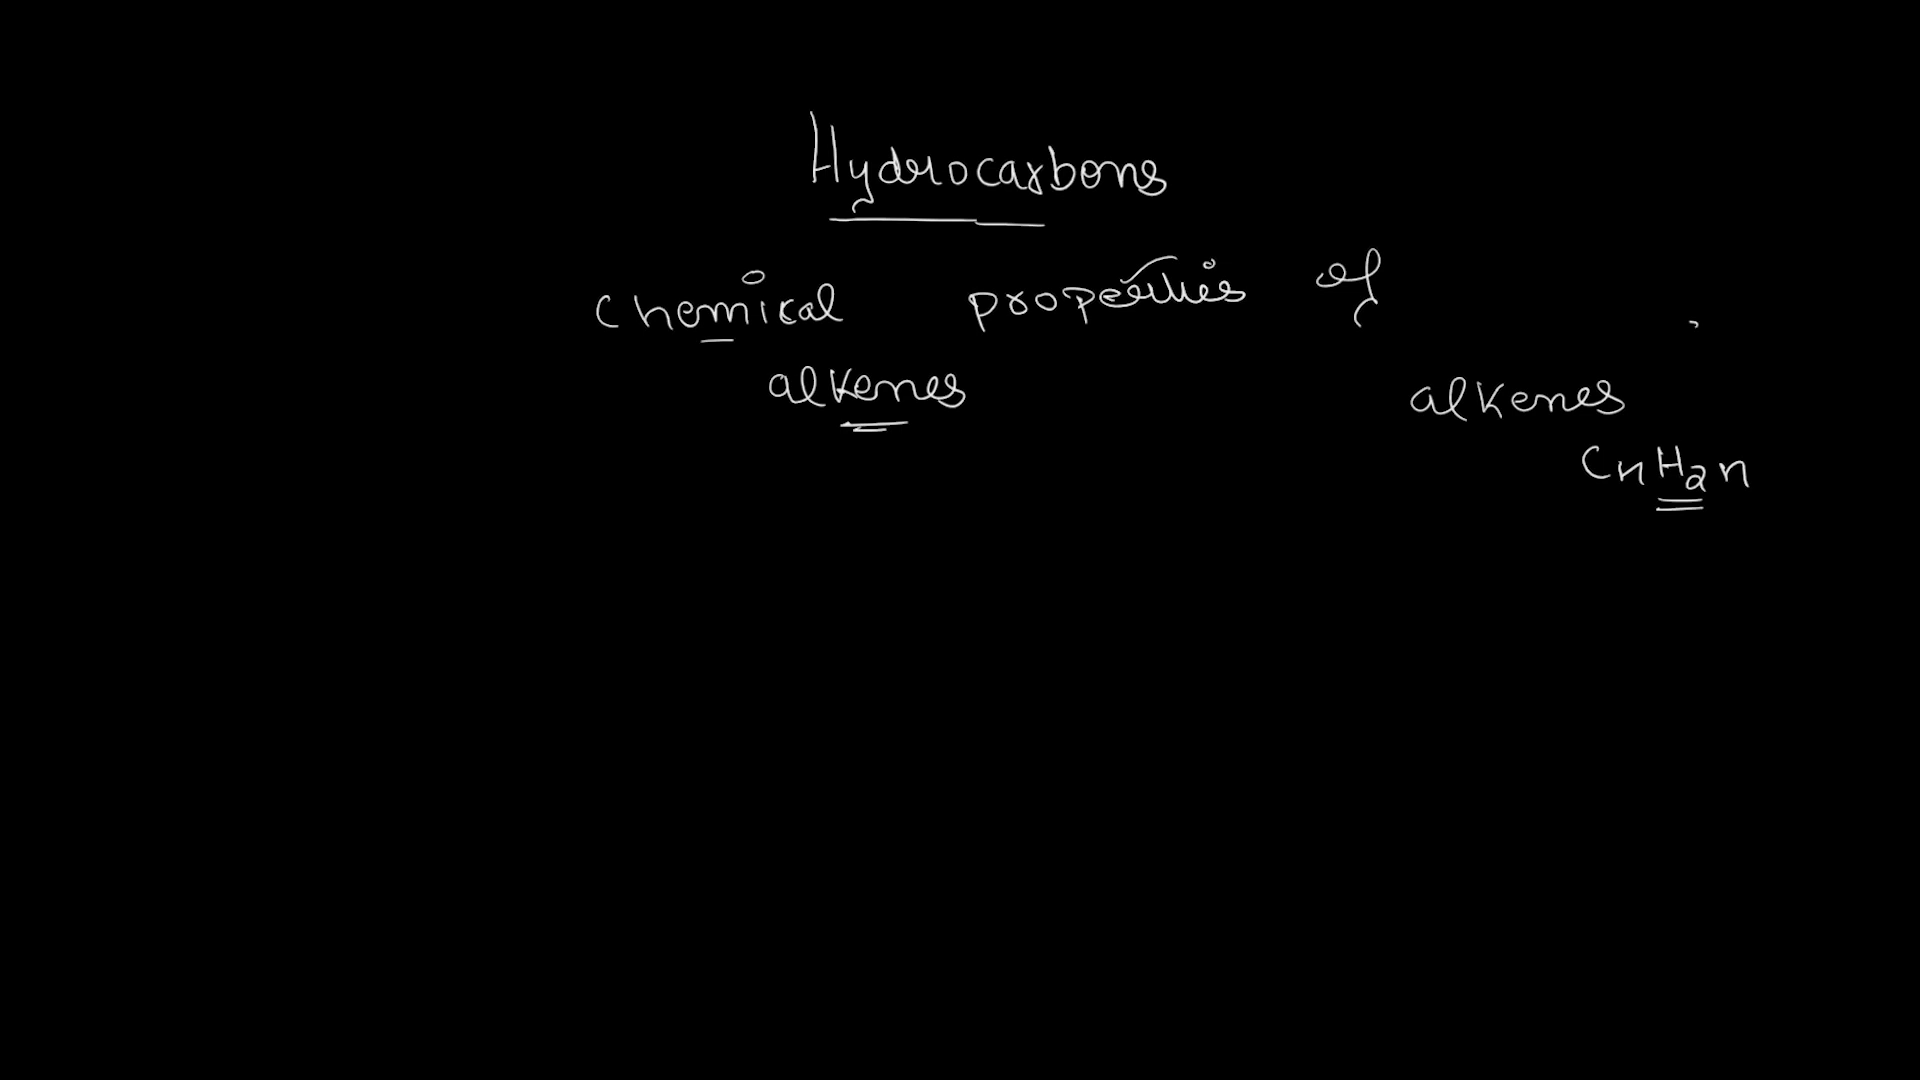 Hydrocarbons
chemical properties of
alkenes
alkenes
CnH2n